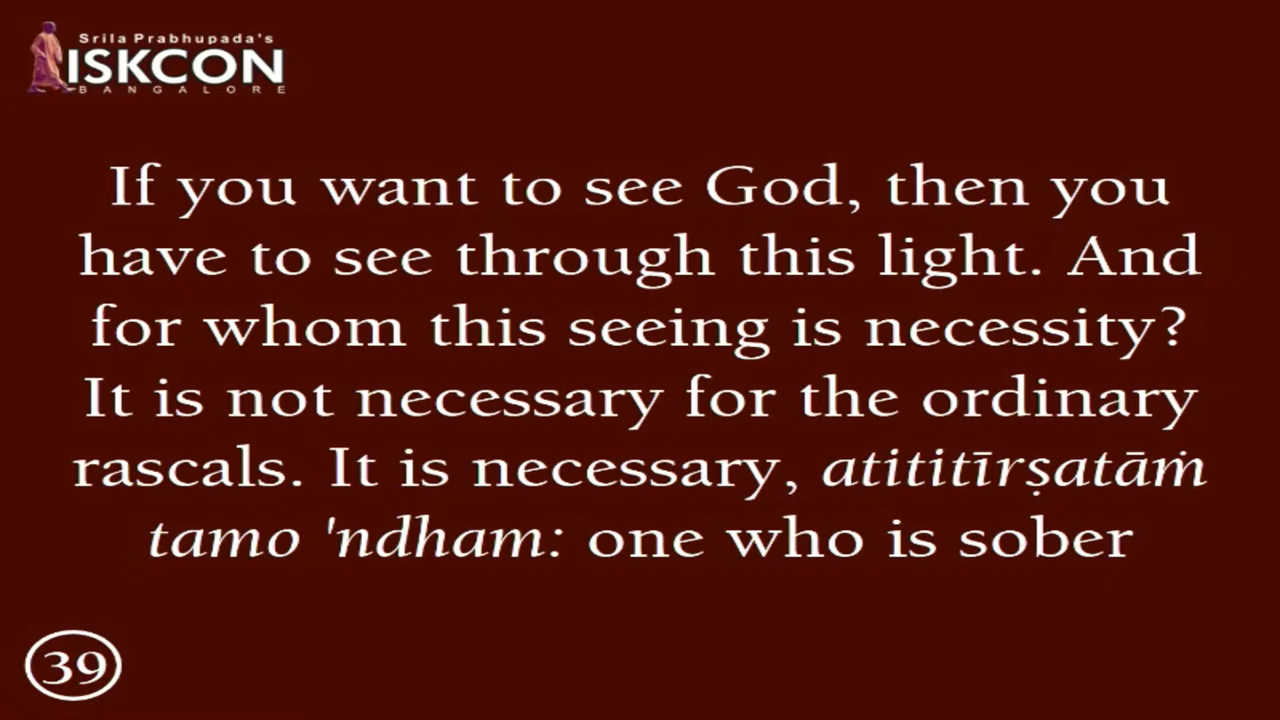 Srila Prabhupada's
ISKCON
BANGALORE
If you want to see God, then you
have to see through this light. And
for whom this seeing is necessity?
It is not necessary for the ordinary
rascals. It is necessary, atititīrṣatāṁ
tamo 'ndham: one who is sober
39